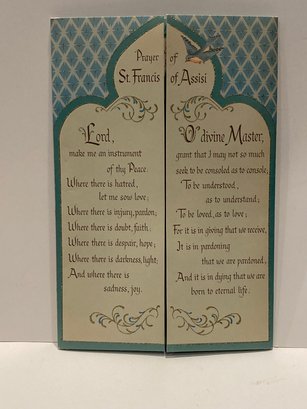 Prayer of
St. Francis of Assisi
Lord,
make me an instrument
of thy Peace.
Where there is hatred,
let me sow love;
Where there is injury, pardon;
Where there is doubt, faith.
Where there is despair, hope;
Where there is darkness, light;
And where there is
sadness, joy.
O divine Master,
grant that I may not so much
seek to be consoled as to console;
To be understood,
as to understand;
To be loved, as to love;
For it is in giving that we receive,
It is in pardoning
that we are pardoned,
And it is in dying that we are
born to eternal life.